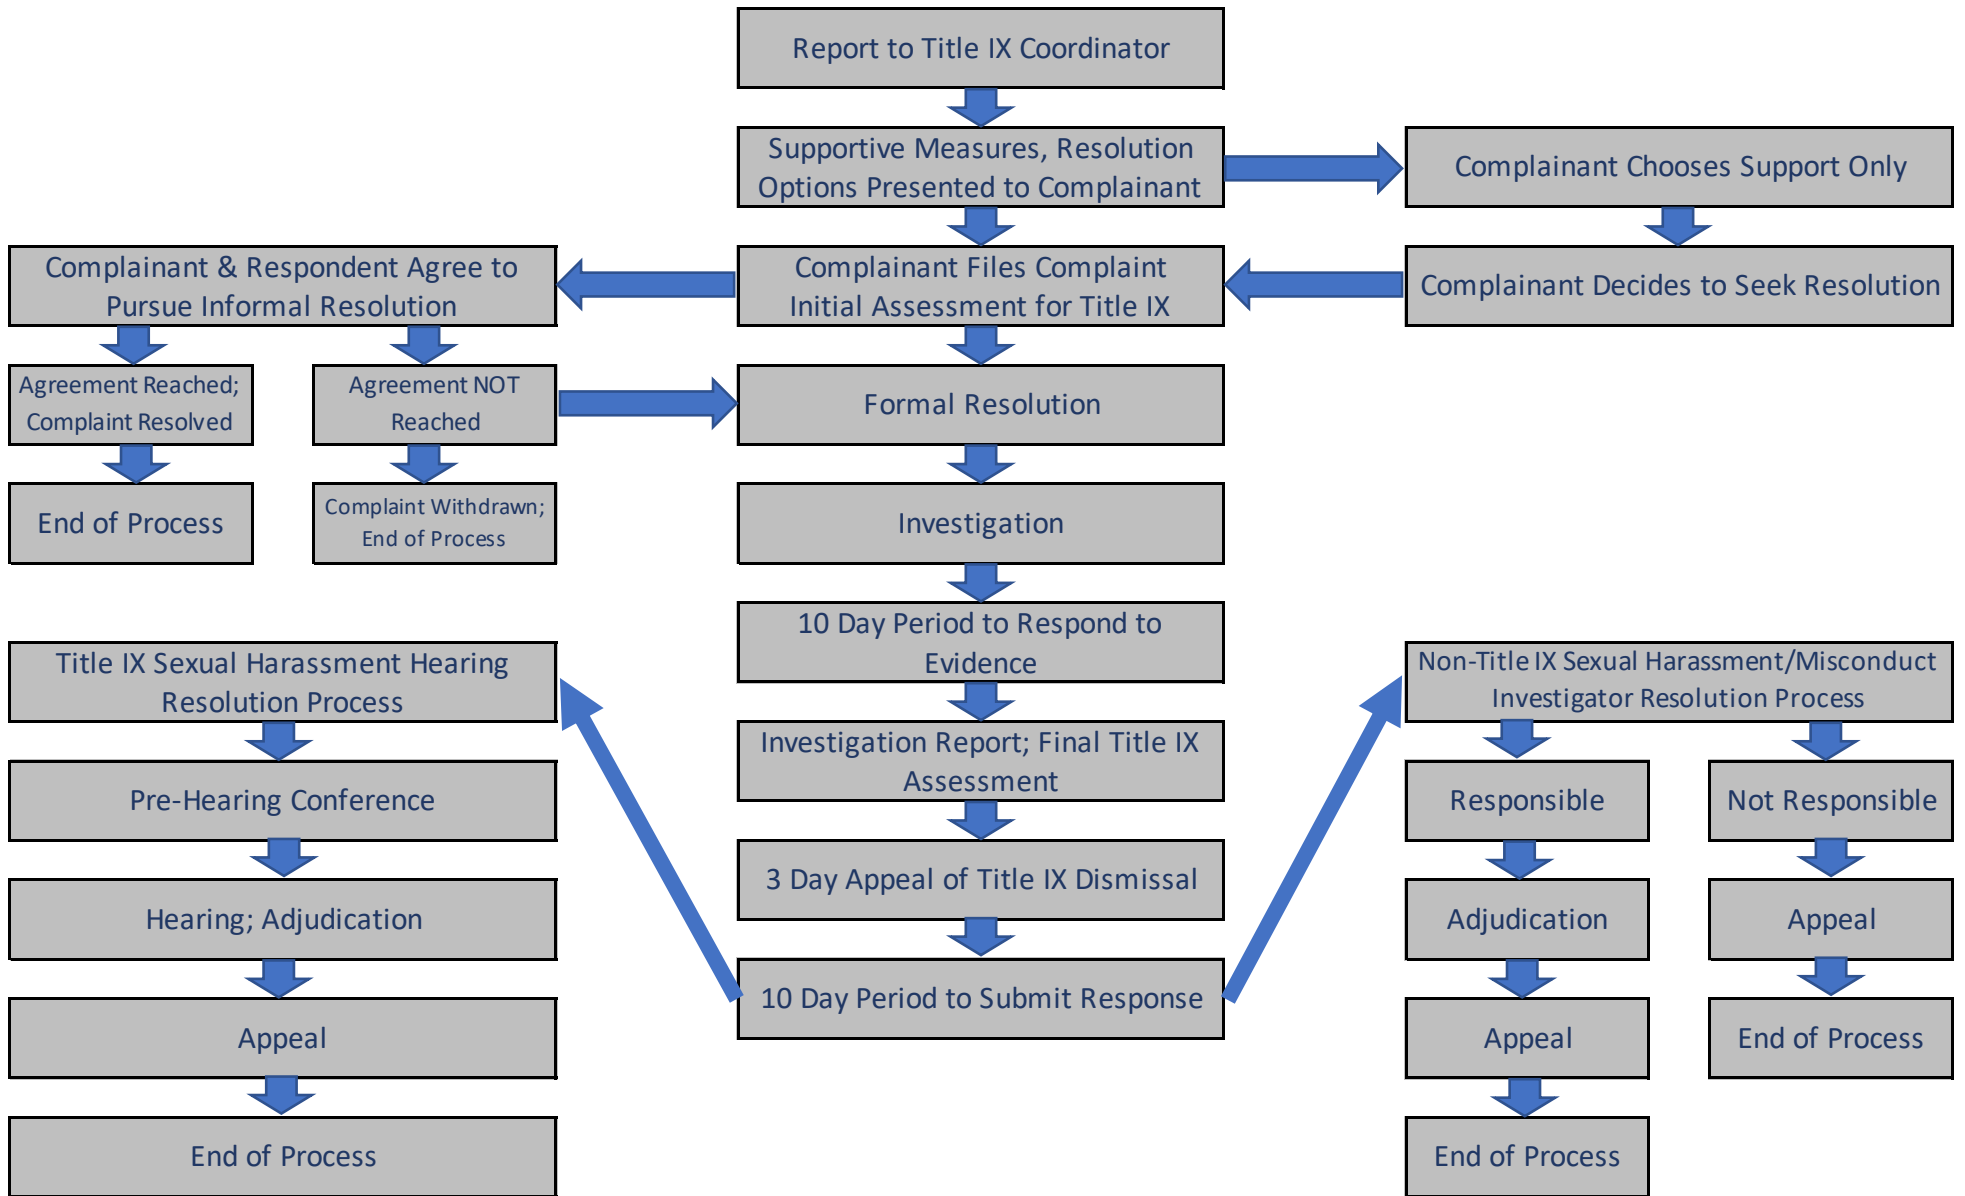 Report to Title IX Coordinator
Supportive Measures, Resolution
Options Presented to Complainant
Complainant Chooses Support Only
Complainant & Respondent Agree to
Pursue Informal Resolution
Complainant Files Complaint
Initial Assessment for Title IX
Complainant Decides to Seek Resolution
Agreement Reached;
Complaint Resolved
Agreement NOT
Reached
Formal Resolution
End of Process
Complaint Withdrawn;
End of Process
Investigation
10 Day Period to Respond to
Evidence
Title IX Sexual Harassment Hearing
Resolution Process
Non-Title IX Sexual Harassment/Misconduct
Investigator Resolution Process
Investigation Report; Final Title IX
Assessment
Pre-Hearing Conference
Responsible
Not Responsible
3 Day Appeal of Title IX Dismissal
Hearing; Adjudication
Adjudication
Appeal
10 Day Period to Submit Response
Appeal
Appeal
End of Process
End of Process
End of Process